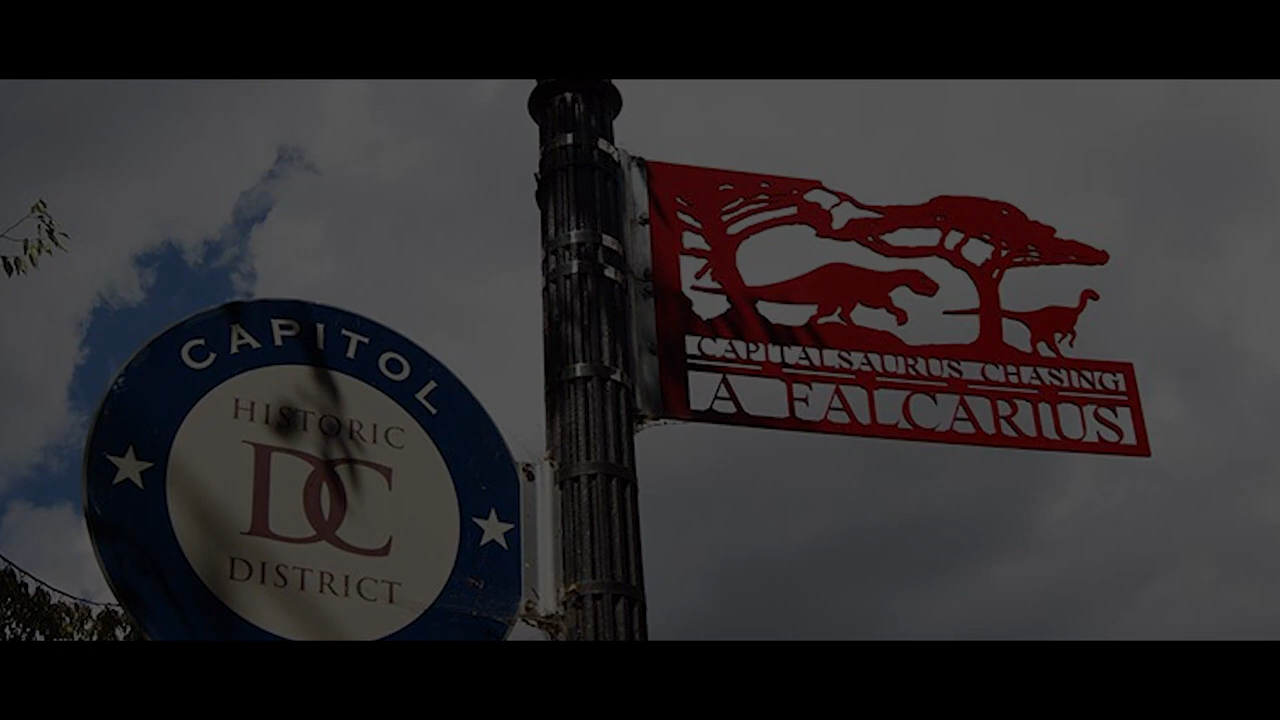 CAPITOL
HISTORIC
DC
DISTRICT
CAPITALSAURUS CHASING
A FALCARIUS